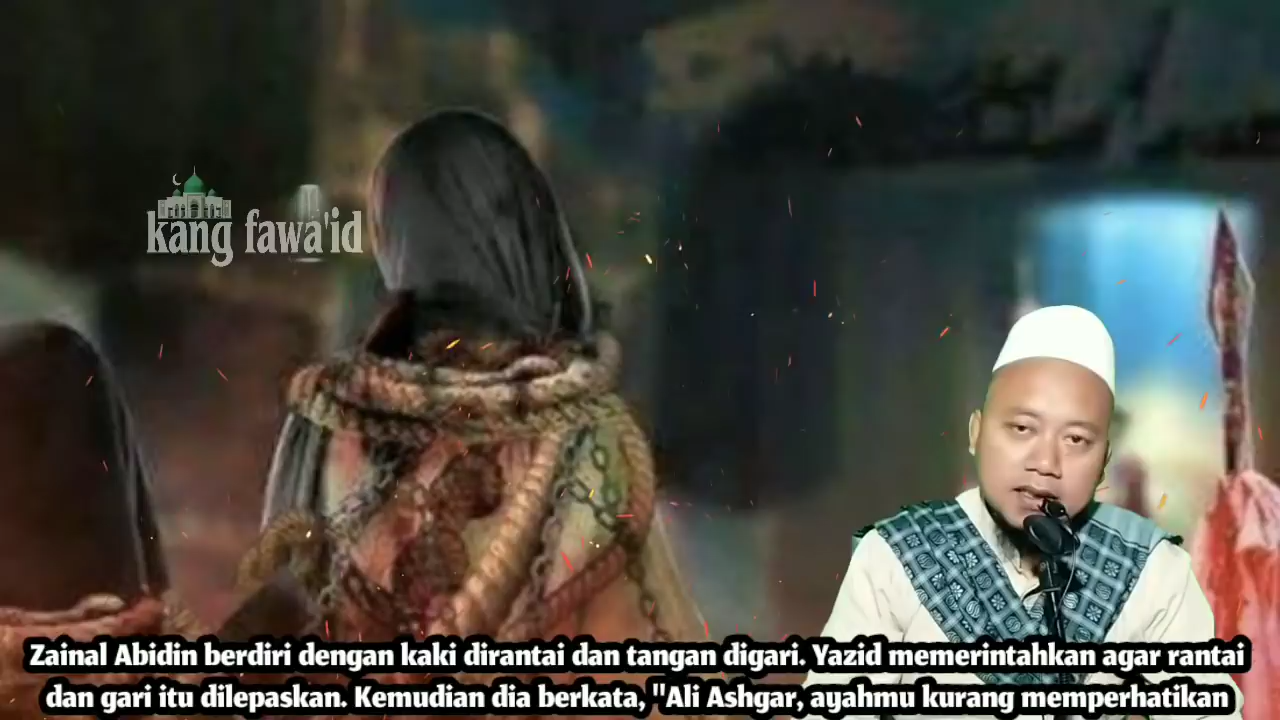 kang fawa'id
Zainal Abidin berdiri dengan kaki dirantai dan tangan digari. Yazid memerintahkan agar rantai
dan gari itu dilepaskan. Kemudian dia berkata, "Ali Ashgar, ayahmu kurang memperhatikan